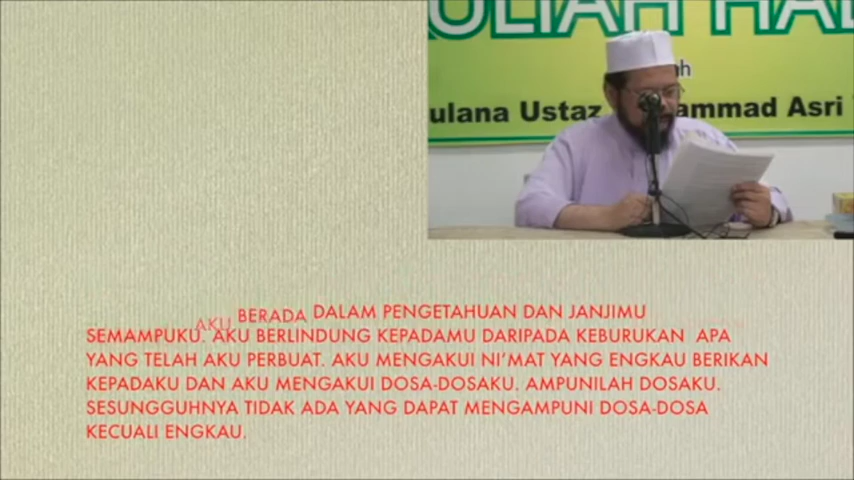 ULIAH HAD
ulana Ustaz ammad Asri
AKU BERADA DALAM PENGETAHUAN DAN JANJIMU
SEMAMPUKU. AKU BERLINDUNG KEPADAMU DARIPADA KEBURUKAN APA
YANG TELAH AKU PERBUAT. AKU MENGAKUI NI'MAT YANG ENGKAU BERIKAN
KEPADAKU DAN AKU MENGAKUI DOSA-DOSAKU. AMPUNILAH DOSAKU.
SESUNGGUHNYA TIDAK ADA YANG DAPAT MENGAMPUNI DOSA-DOSA
KECUALI ENGKAU.